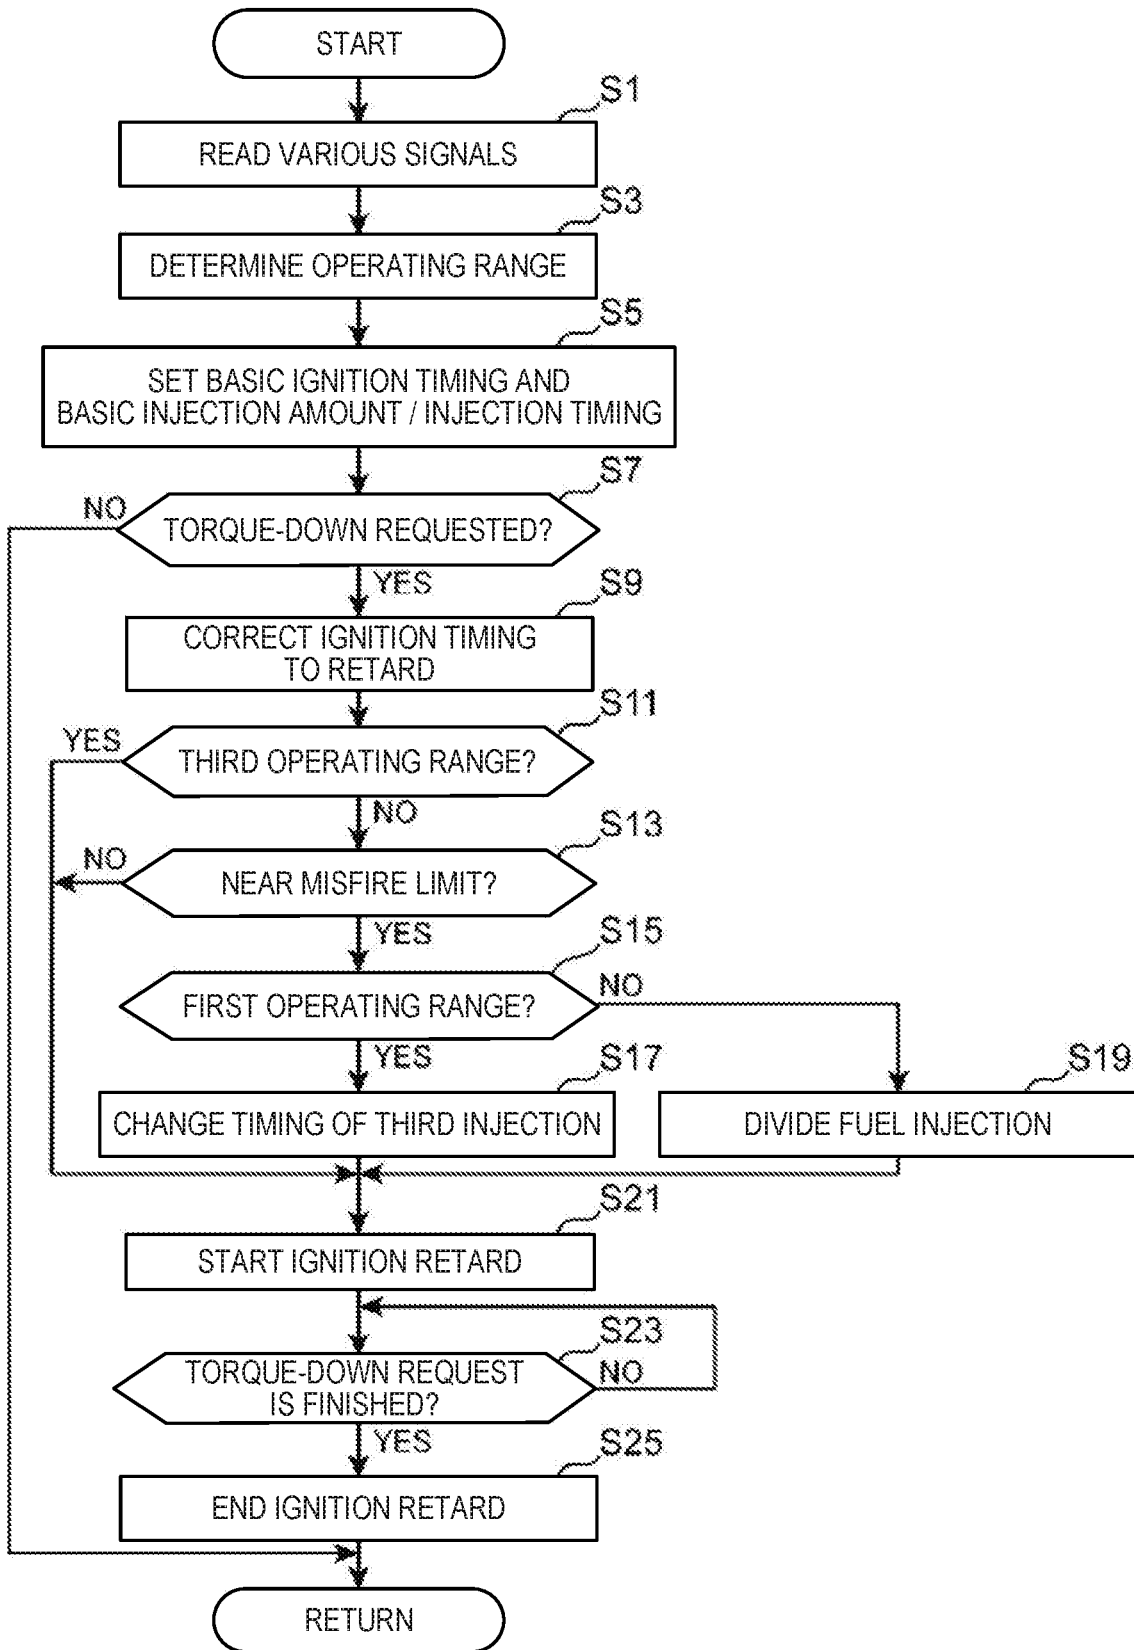 START
S1
READ VARIOUS SIGNALS
S3
DETERMINE OPERATING RANGE
S5
SET BASIC IGNITION TIMING AND
BASIC INJECTION AMOUNT / INJECTION TIMING
S7
NO
TORQUE-DOWN REQUESTED?
YES
S9
CORRECT IGNITION TIMING
TO RETARD
S11
YES
THIRD OPERATING RANGE?
NO
S13
NO
NEAR MISFIRE LIMIT?
YES
S15
FIRST OPERATING RANGE?
NO
YES
S17
S19
CHANGE TIMING OF THIRD INJECTION
DIVIDE FUEL INJECTION
S21
START IGNITION RETARD
S23
TORQUE-DOWN REQUEST
IS FINISHED?
NO
YES
S25
END IGNITION RETARD
RETURN